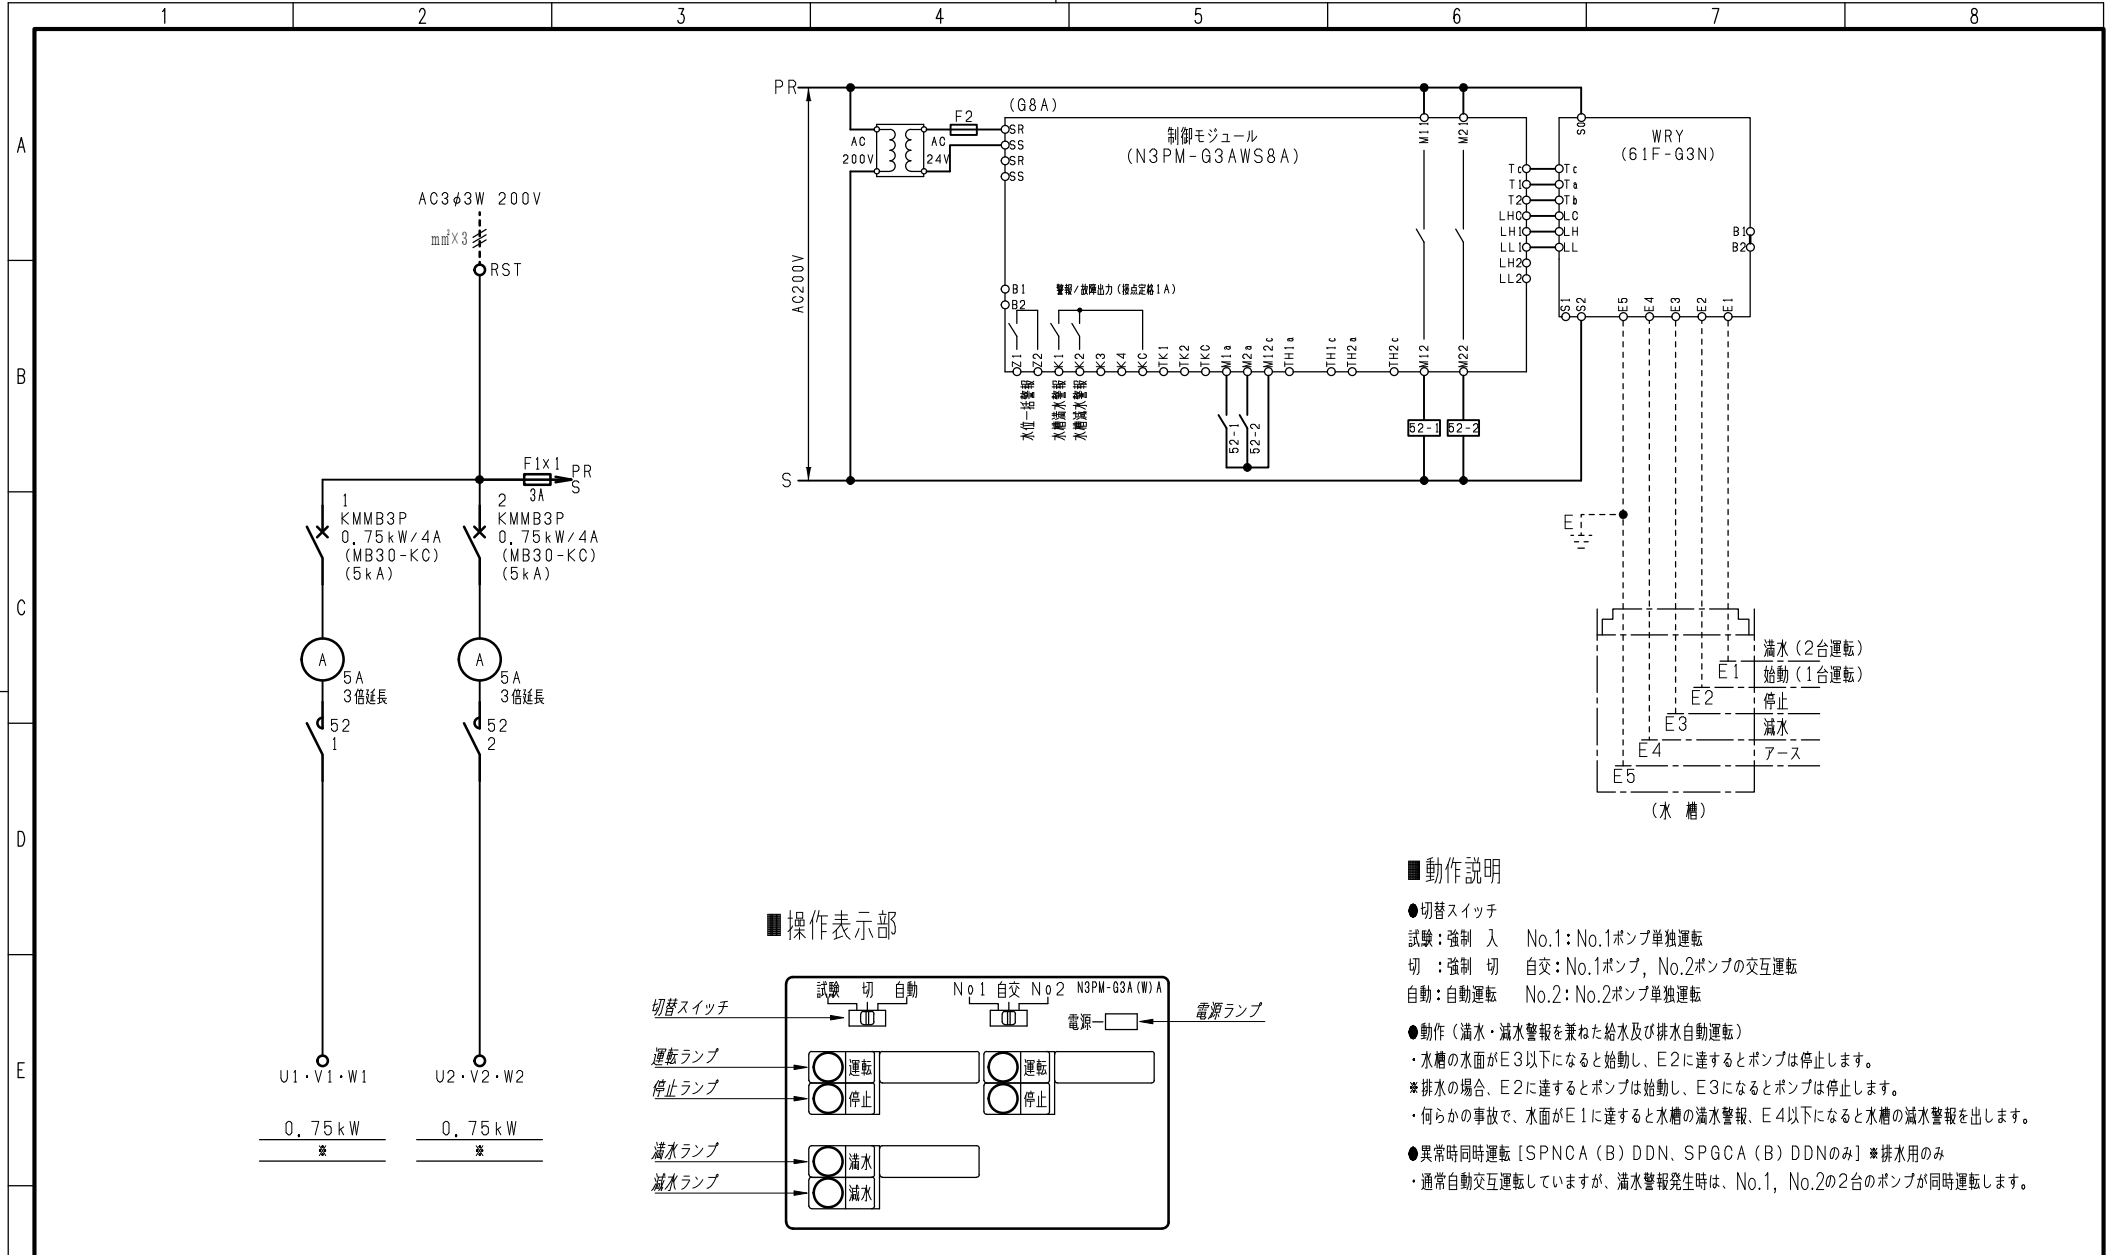 1 2 3 4 5 6 7 8
A
B
C
D
E
AC3φ3W 200V
mm²×3
RST
F1x1
3A
PR
S
1
KMMB3P
0.75kW/4A
(MB30-KC)
(5kA)
2
KMMB3P
0.75kW/4A
(MB30-KC)
(5kA)
A
5A
3倍延長
A
5A
3倍延長
52
1
52
2
U1・V1・W1
U2・V2・W2
0.75kW
※
0.75kW
※
PR
AC200V
S
AC
200V
AC
24V
F2
(G8A)
SR
SS
SR
SS
制御モジュール
(N3PM-G3AWS8A)
M11
M21
Tc
T1
T2
LHC
LH1
LL1
LH2
LL2
B1
B2
警報/故障出力(接点定格1A)
Z1
Z2
K1
K2
K3
K4
KC
TK1
TK2
TKC
M1a
M2a
M12c
TH1a
TH1c
TH2a
TH2c
M12
M22
水位一括警報
水槽満水警報
水槽減水警報
52-1
52-2
52-1
52-2
S0
WRY
(61F-G3N)
Tc
Ta
Tb
LC
LH
LL
B1
B2
S1
S2
E5
E4
E3
E2
E1
E
満水(2台運転)
E1
始動(1台運転)
E2
停止
E3
減水
E4
アース
E5
(水 槽)
■操作表示部
試験 切 自動
No1 自交 No2
N3PM-G3A(W)A
切替スイッチ
電源
電源ランプ
運転ランプ
運転
運転
停止ランプ
停止
停止
満水ランプ
満水
減水ランプ
減水
■動作説明
●切替スイッチ
試験:強制 入 No.1:No.1ポンプ単独運転
切 :強制 切 自交:No.1ポンプ, No.2ポンプの交互運転
自動:自動運転 No.2:No.2ポンプ単独運転
●動作(満水・減水警報を兼ねた給水及び排水自動運転)
・水槽の水面がE3以下になると始動し、E2に達するとポンプは停止します。
※排水の場合、E2に達するとポンプは始動し、E3になるとポンプは停止します。
・何らかの事故で、水面がE1に達すると水槽の満水警報、E4以下になると水槽の減水警報を出します。
●異常時同時運転[SPNCA(B)DDN、SPGCA(B)DDNのみ]※排水用のみ
・通常自動交互運転していますが、満水警報発生時は、No.1, No.2の2台のポンプが同時運転します。